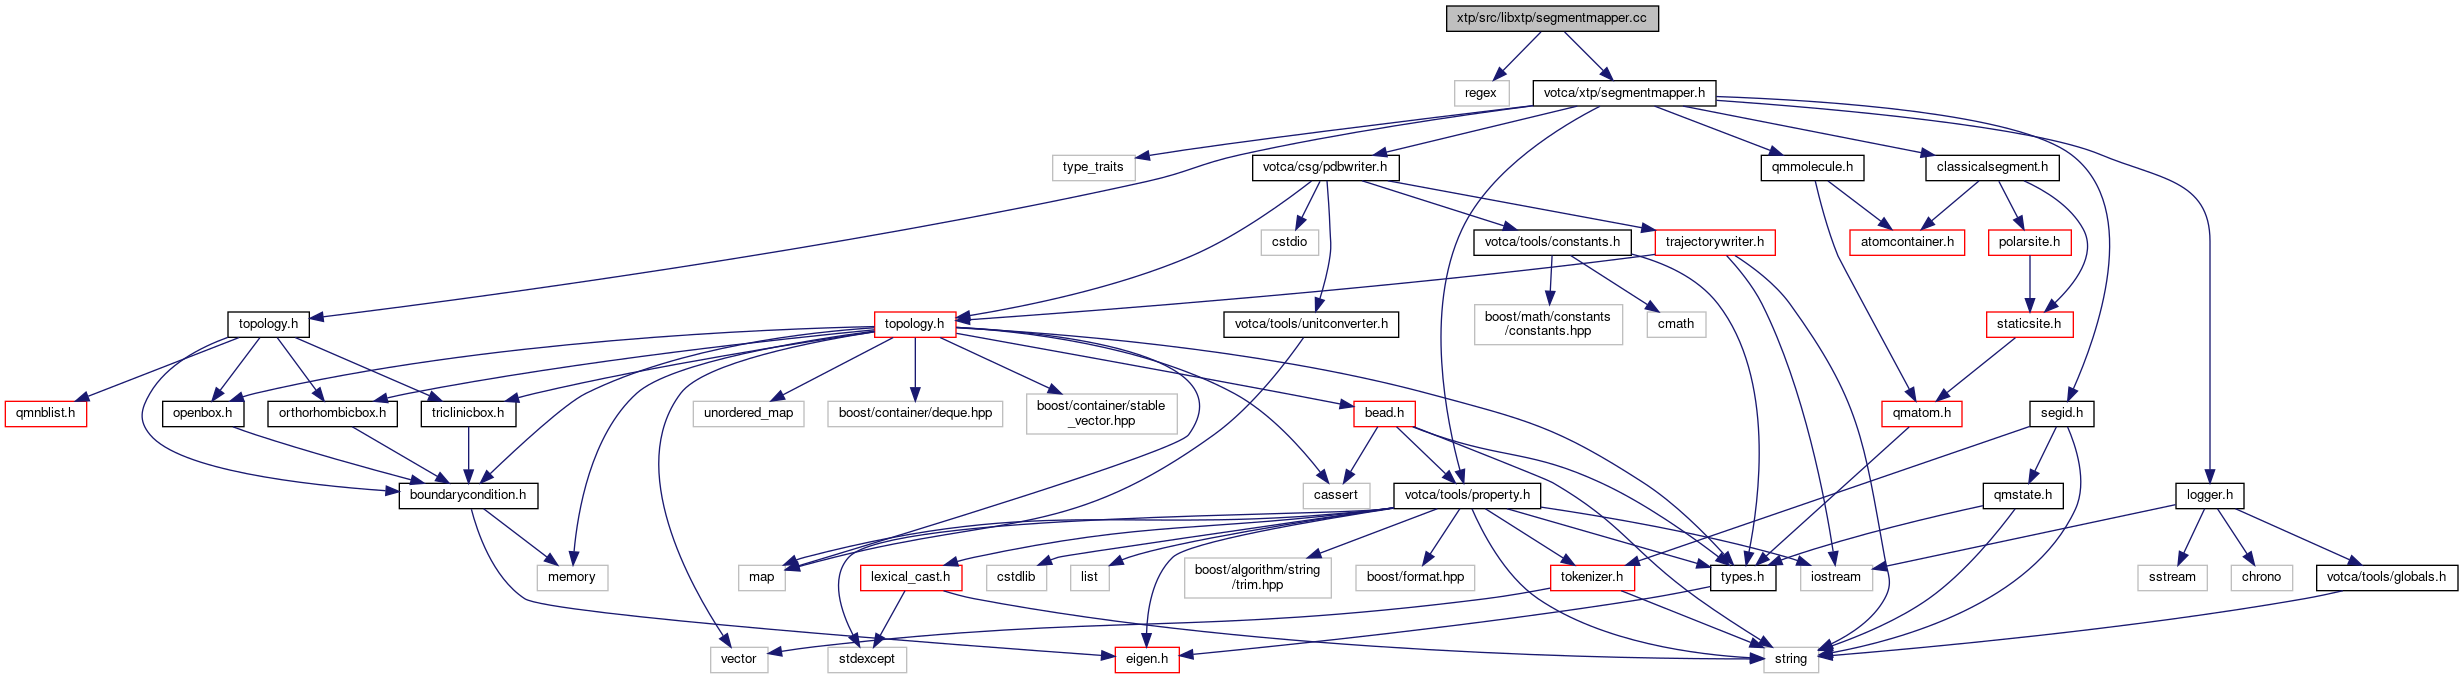 xtp/src/libxtp/segmentmapper.cc
regex
votca/xtp/segmentmapper.h
type_traits
votca/csg/pdbwriter.h
qmmolecule.h
classicalsegment.h
cstdio
votca/tools/constants.h
trajectorywriter.h
atomcontainer.h
polarsite.h
topology.h
topology.h
votca/tools/unitconverter.h
boost/math/constants
/constants.hpp
cmath
staticsite.h
qmnblist.h
openbox.h
orthorhombicbox.h
triclinicbox.h
unordered_map
boost/container/deque.hpp
boost/container/stable
_vector.hpp
bead.h
qmatom.h
segid.h
boundarycondition.h
cassert
votca/tools/property.h
qmstate.h
logger.h
memory
map
lexical_cast.h
cstdlib
list
boost/algorithm/string
/trim.hpp
boost/format.hpp
tokenizer.h
types.h
iostream
sstream
chrono
votca/tools/globals.h
vector
stdexcept
eigen.h
string